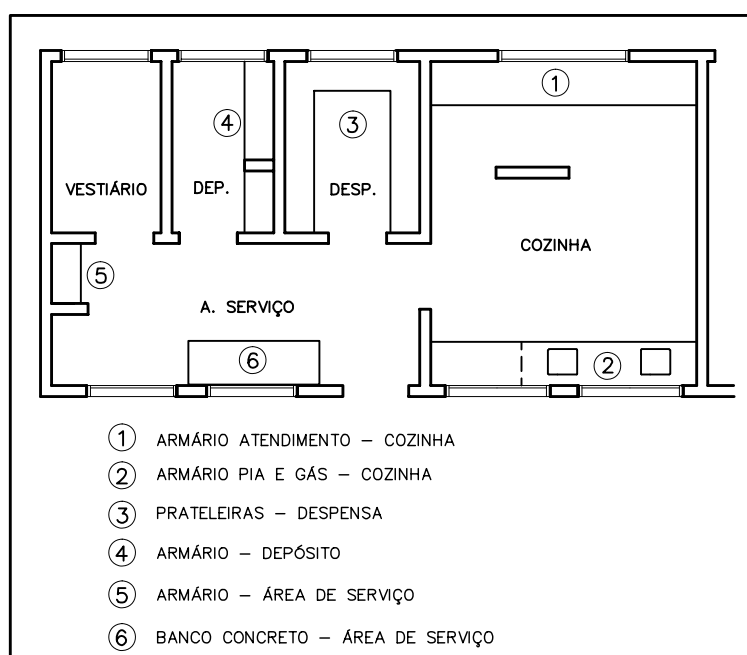 1
4
3
VESTIÁRIO
DEP.
DESP.
COZINHA
5
A. SERVIÇO
6
2
1 ARMÁRIO ATENDIMENTO – COZINHA
2 ARMÁRIO PIA E GÁS – COZINHA
3 PRATELEIRAS – DESPENSA
4 ARMÁRIO – DEPÓSITO
5 ARMÁRIO – ÁREA DE SERVIÇO
6 BANCO CONCRETO – ÁREA DE SERVIÇO